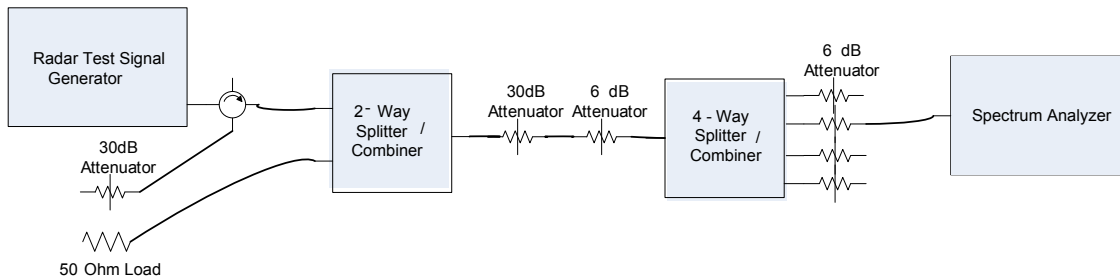 Radar Test Signal
Generator
30dB
Attenuator
50 Ohm Load
2- Way
Splitter /
Combiner
30dB
Attenuator
6 dB
Attenuator
4 - Way
Splitter /
Combiner
6 dB
Attenuator
Spectrum Analyzer